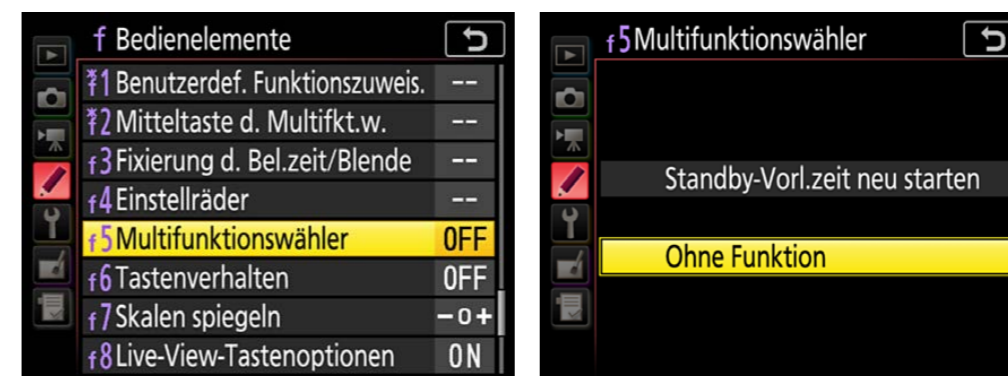 f Bedienelemente
f1 Benutzerdef. Funktionszuweis. --
f2 Mitteltaste d. Multifkt.w. --
f3 Fixierung d. Bel.zeit/Blende --
f4 Einstellräder --
f5 Multifunktionswähler OFF
f6 Tastenverhalten OFF
f7 Skalen spiegeln -0+
f8 Live-View-Tastenoptionen ON
f5 Multifunktionswähler
Standby-Vorl.zeit neu starten
Ohne Funktion